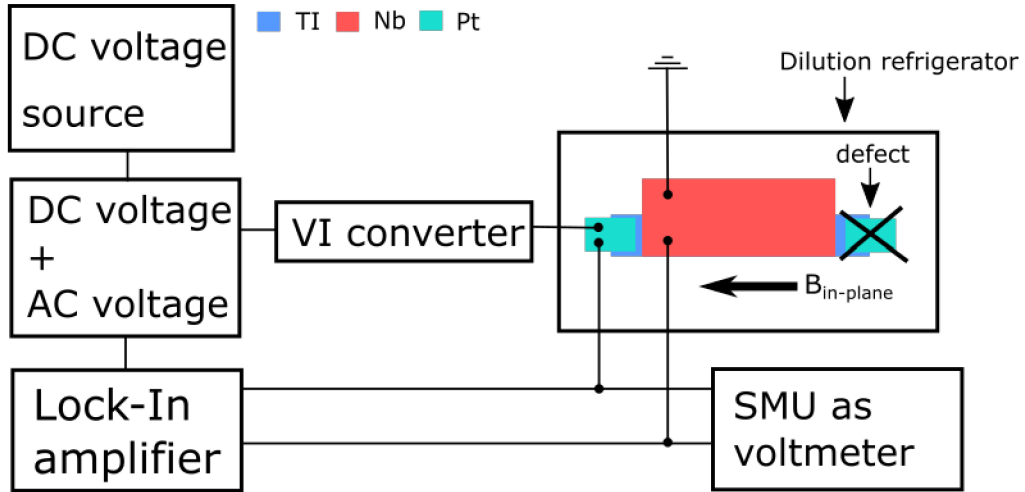 DC voltage
source
TI
Nb
Pt
Dilution refrigerator
defect
DC voltage
+
AC voltage
VI converter
Bin-plane
Lock-In
amplifier
SMU as
voltmeter